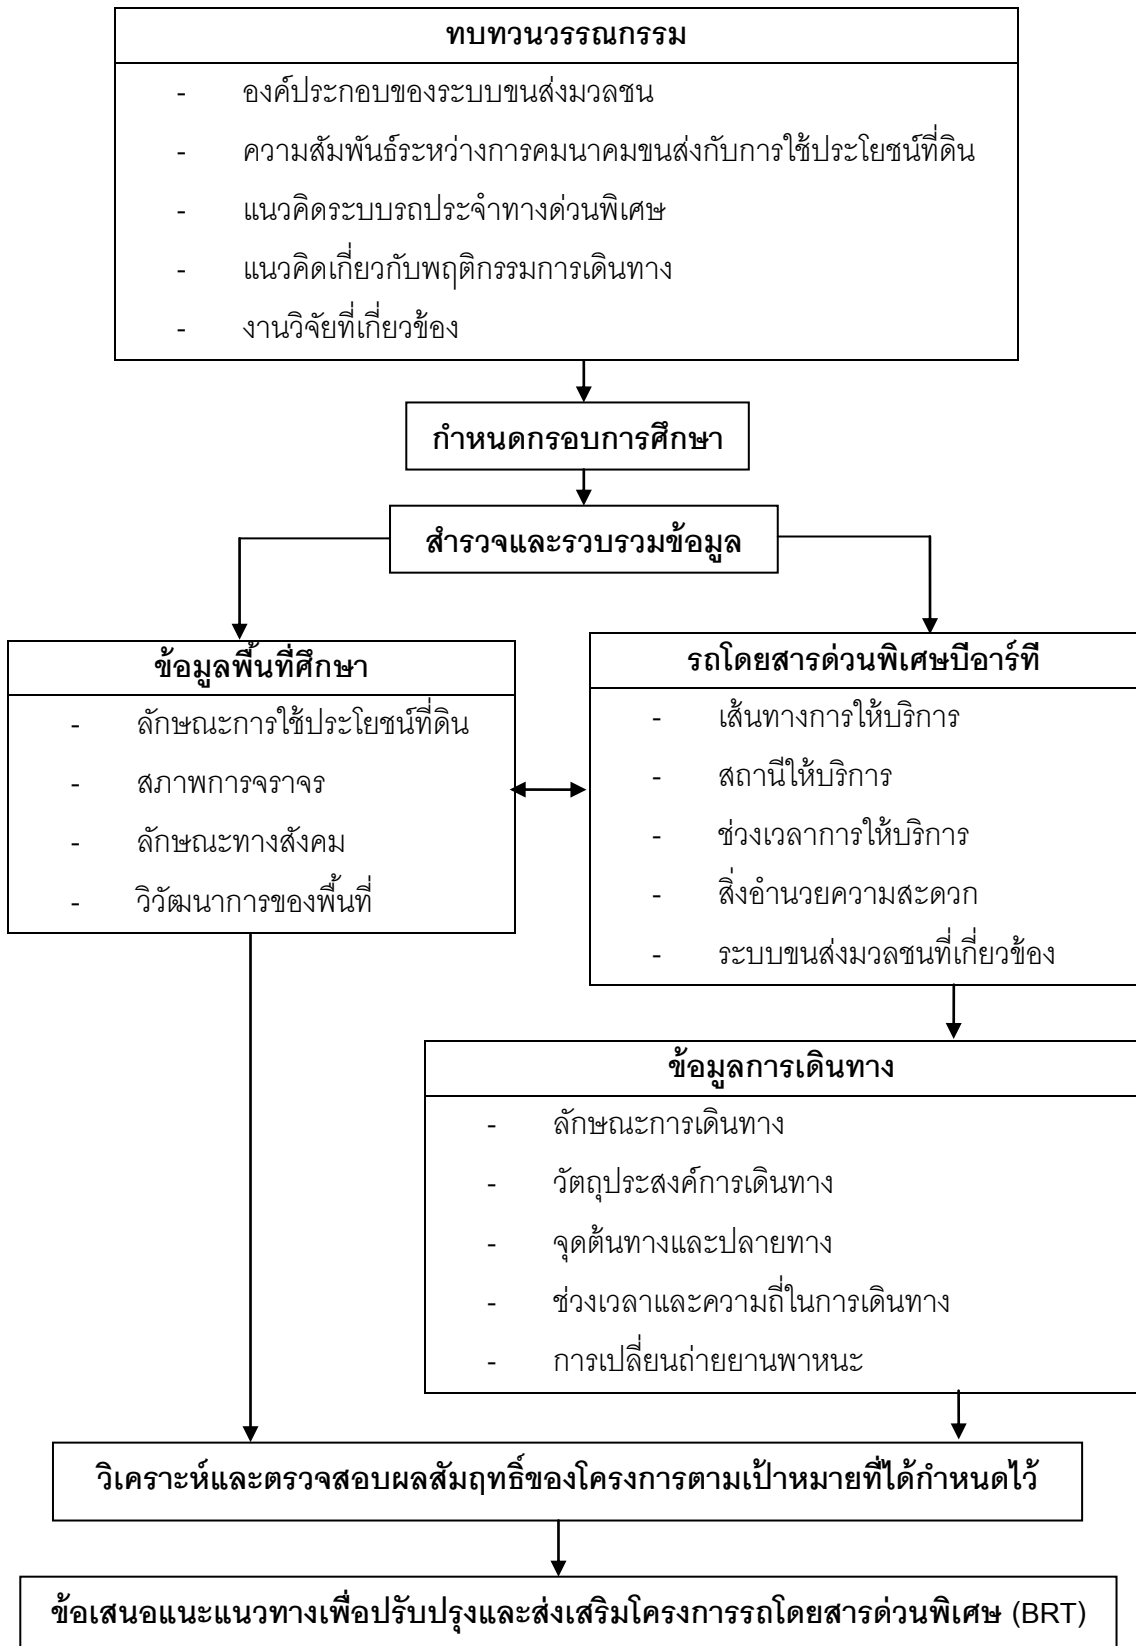 ทบทวนวรรณกรรม
- องค์ประกอบของระบบขนส่งมวลชน
- ความสัมพันธ์ระหว่างการคมนาคมขนส่งกับการใช้ประโยชน์ที่ดิน
- แนวคิดระบบรถประจำทางด่วนพิเศษ
- แนวคิดเกี่ยวกับพฤติกรรมการเดินทาง
- งานวิจัยที่เกี่ยวข้อง
กำหนดกรอบการศึกษา
สำรวจและรวบรวมข้อมูล
ข้อมูลพื้นที่ศึกษา
- ลักษณะการใช้ประโยชน์ที่ดิน
- สภาพการจราจร
- ลักษณะทางสังคม
- วิวัฒนาการของพื้นที่
รถโดยสารด่วนพิเศษบีอาร์ที
- เส้นทางการให้บริการ
- สถานีให้บริการ
- ช่วงเวลาการให้บริการ
- สิ่งอำนวยความสะดวก
- ระบบขนส่งมวลชนที่เกี่ยวข้อง
ข้อมูลการเดินทาง
- ลักษณะการเดินทาง
- วัตถุประสงค์การเดินทาง
- จุดต้นทางและปลายทาง
- ช่วงเวลาและความถี่ในการเดินทาง
- การเปลี่ยนถ่ายยานพาหนะ
วิเคราะห์และตรวจสอบผลสัมฤทธิ์ของโครงการตามเป้าหมายที่ได้กำหนดไว้
ข้อเสนอแนะแนวทางเพื่อปรับปรุงและส่งเสริมโครงการรถโดยสารด่วนพิเศษ (BRT)